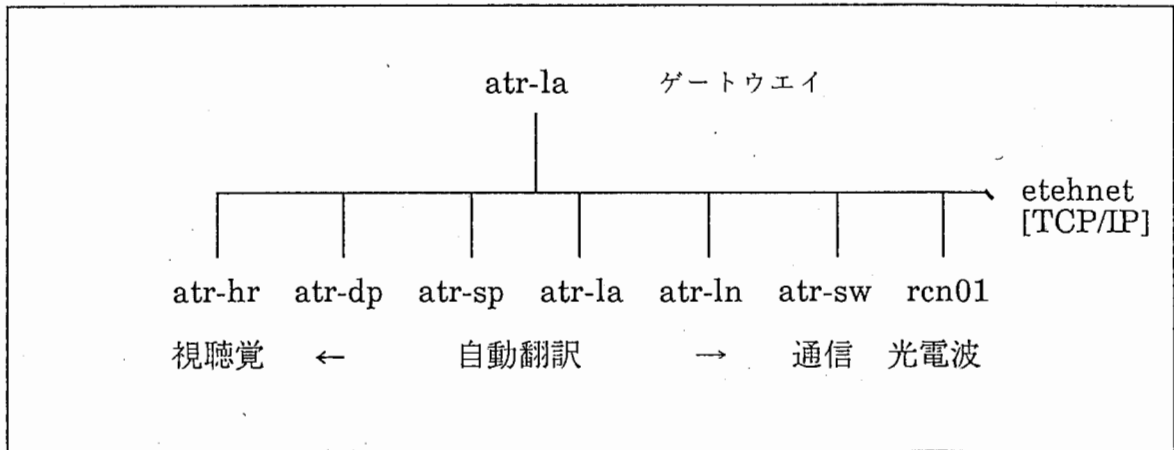 atr-la ゲートウエイ
etehnet
[TCP/IP]
atr-hr atr-dp atr-sp atr-la atr-ln atr-sw rcn01
視聴覚 ← 自動翻訳 → 通信 光電波